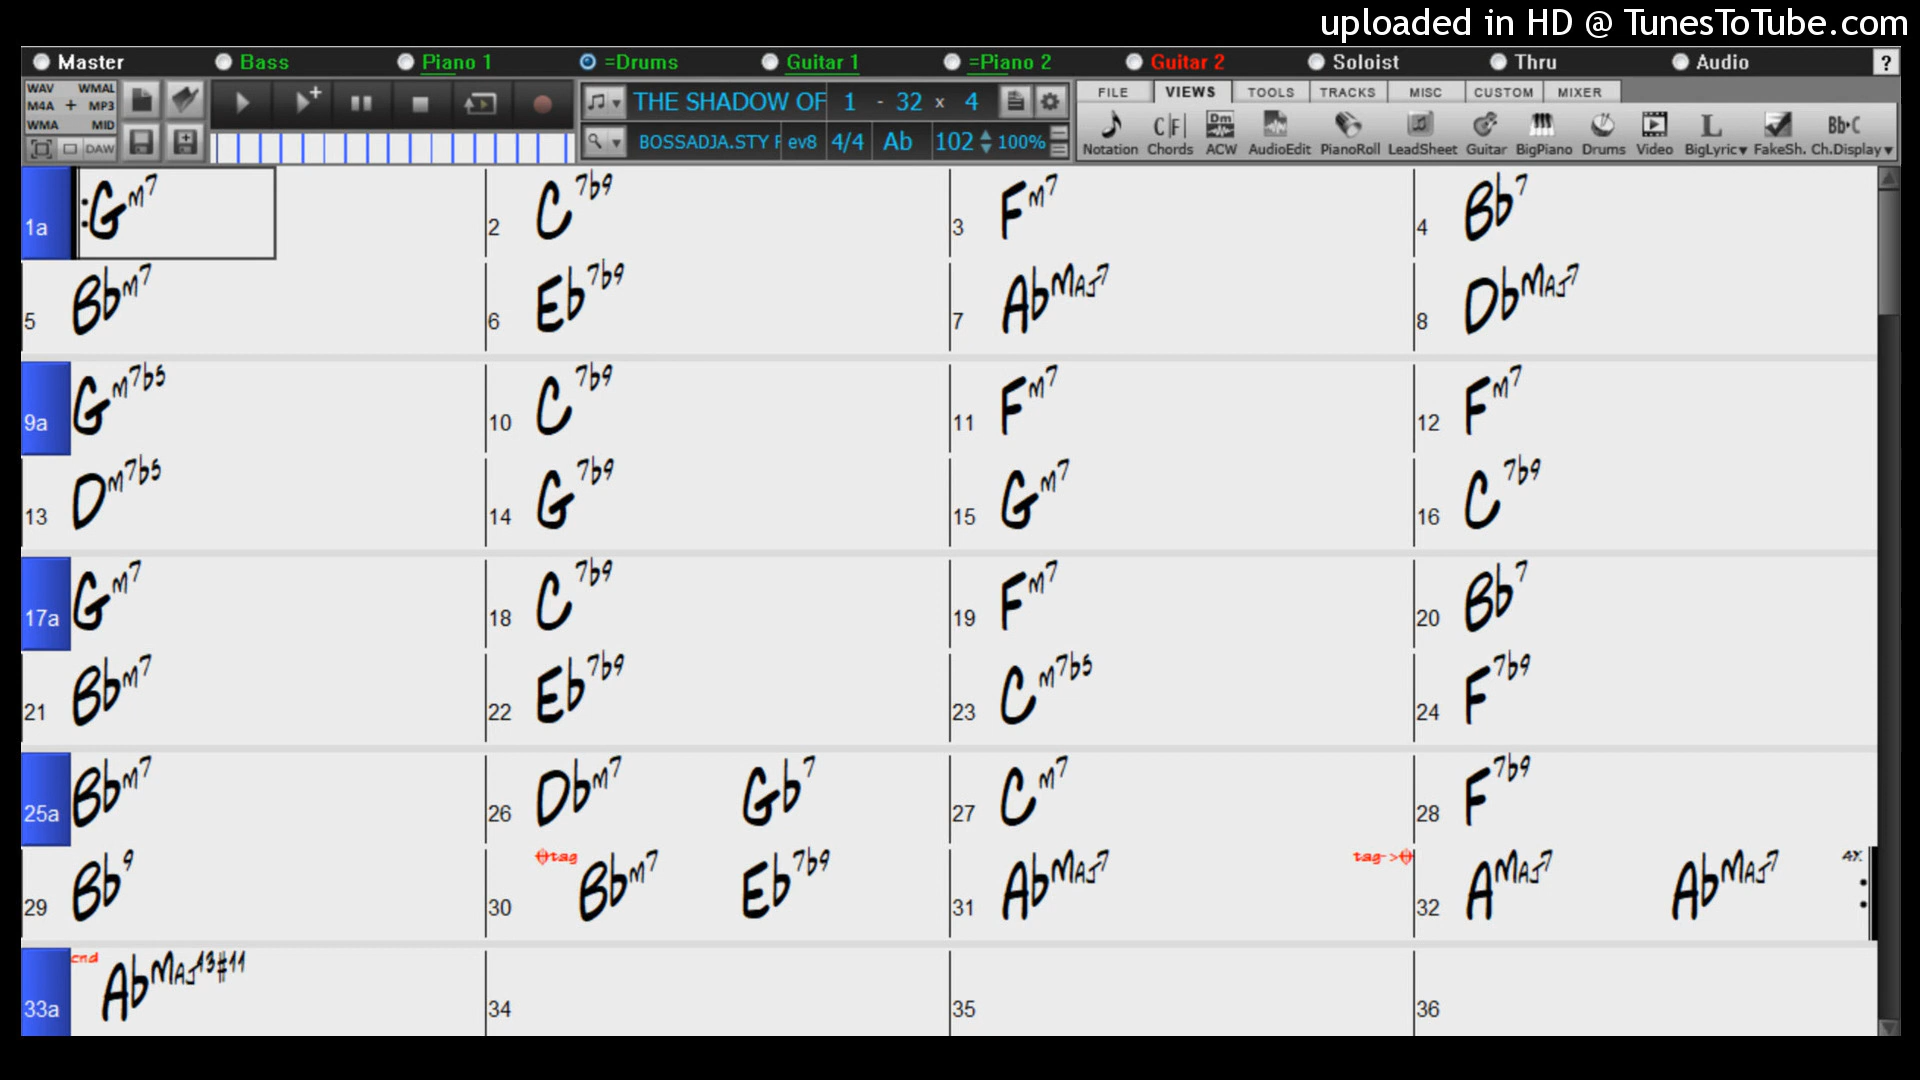 uploaded in HD @ TunesToTube.com
Master Bass Piano 1 =Drums Guitar 1 =Piano 2 Guitar 2 Soloist Thru Audio ?
WAV WMAL
M4A + MP3
WMA MID
DAW
THE SHADOW OF 1 - 32 x 4
BOSSADJA.STY ev8 4/4 Ab 102 100%
FILE VIEWS TOOLS TRACKS MISC CUSTOM MIXER
Dm Bb•C
Notation Chords ACW AudioEdit PianoRoll LeadSheet Guitar BigPiano Drums Video BigLyric FakeSh. Ch.Display
1a :Gm7 2 C7b9 3 Fm7 4 Bb7
5 Bbm7 6 Eb7b9 7 AbMAJ7 8 DbMAJ7
9a Gm7b5 10 C7b9 11 Fm7 12 Fm7
13 Dm7b5 14 G7b9 15 Gm7 16 C7b9
17a Gm7 18 C7b9 19 Fm7 20 Bb7
21 Bbm7 22 Eb7b9 23 Cm7b5 24 F7b9
25a Bbm7 26 Dbm7 Gb7 27 Cm7 28 F7b9
tag tag-> 4x
29 Bb9 30 Bbm7 Eb7b9 31 AbMAJ7 32 AMAJ7 AbMAJ7 :
end
33a AbMAJ13#11 34 35 36